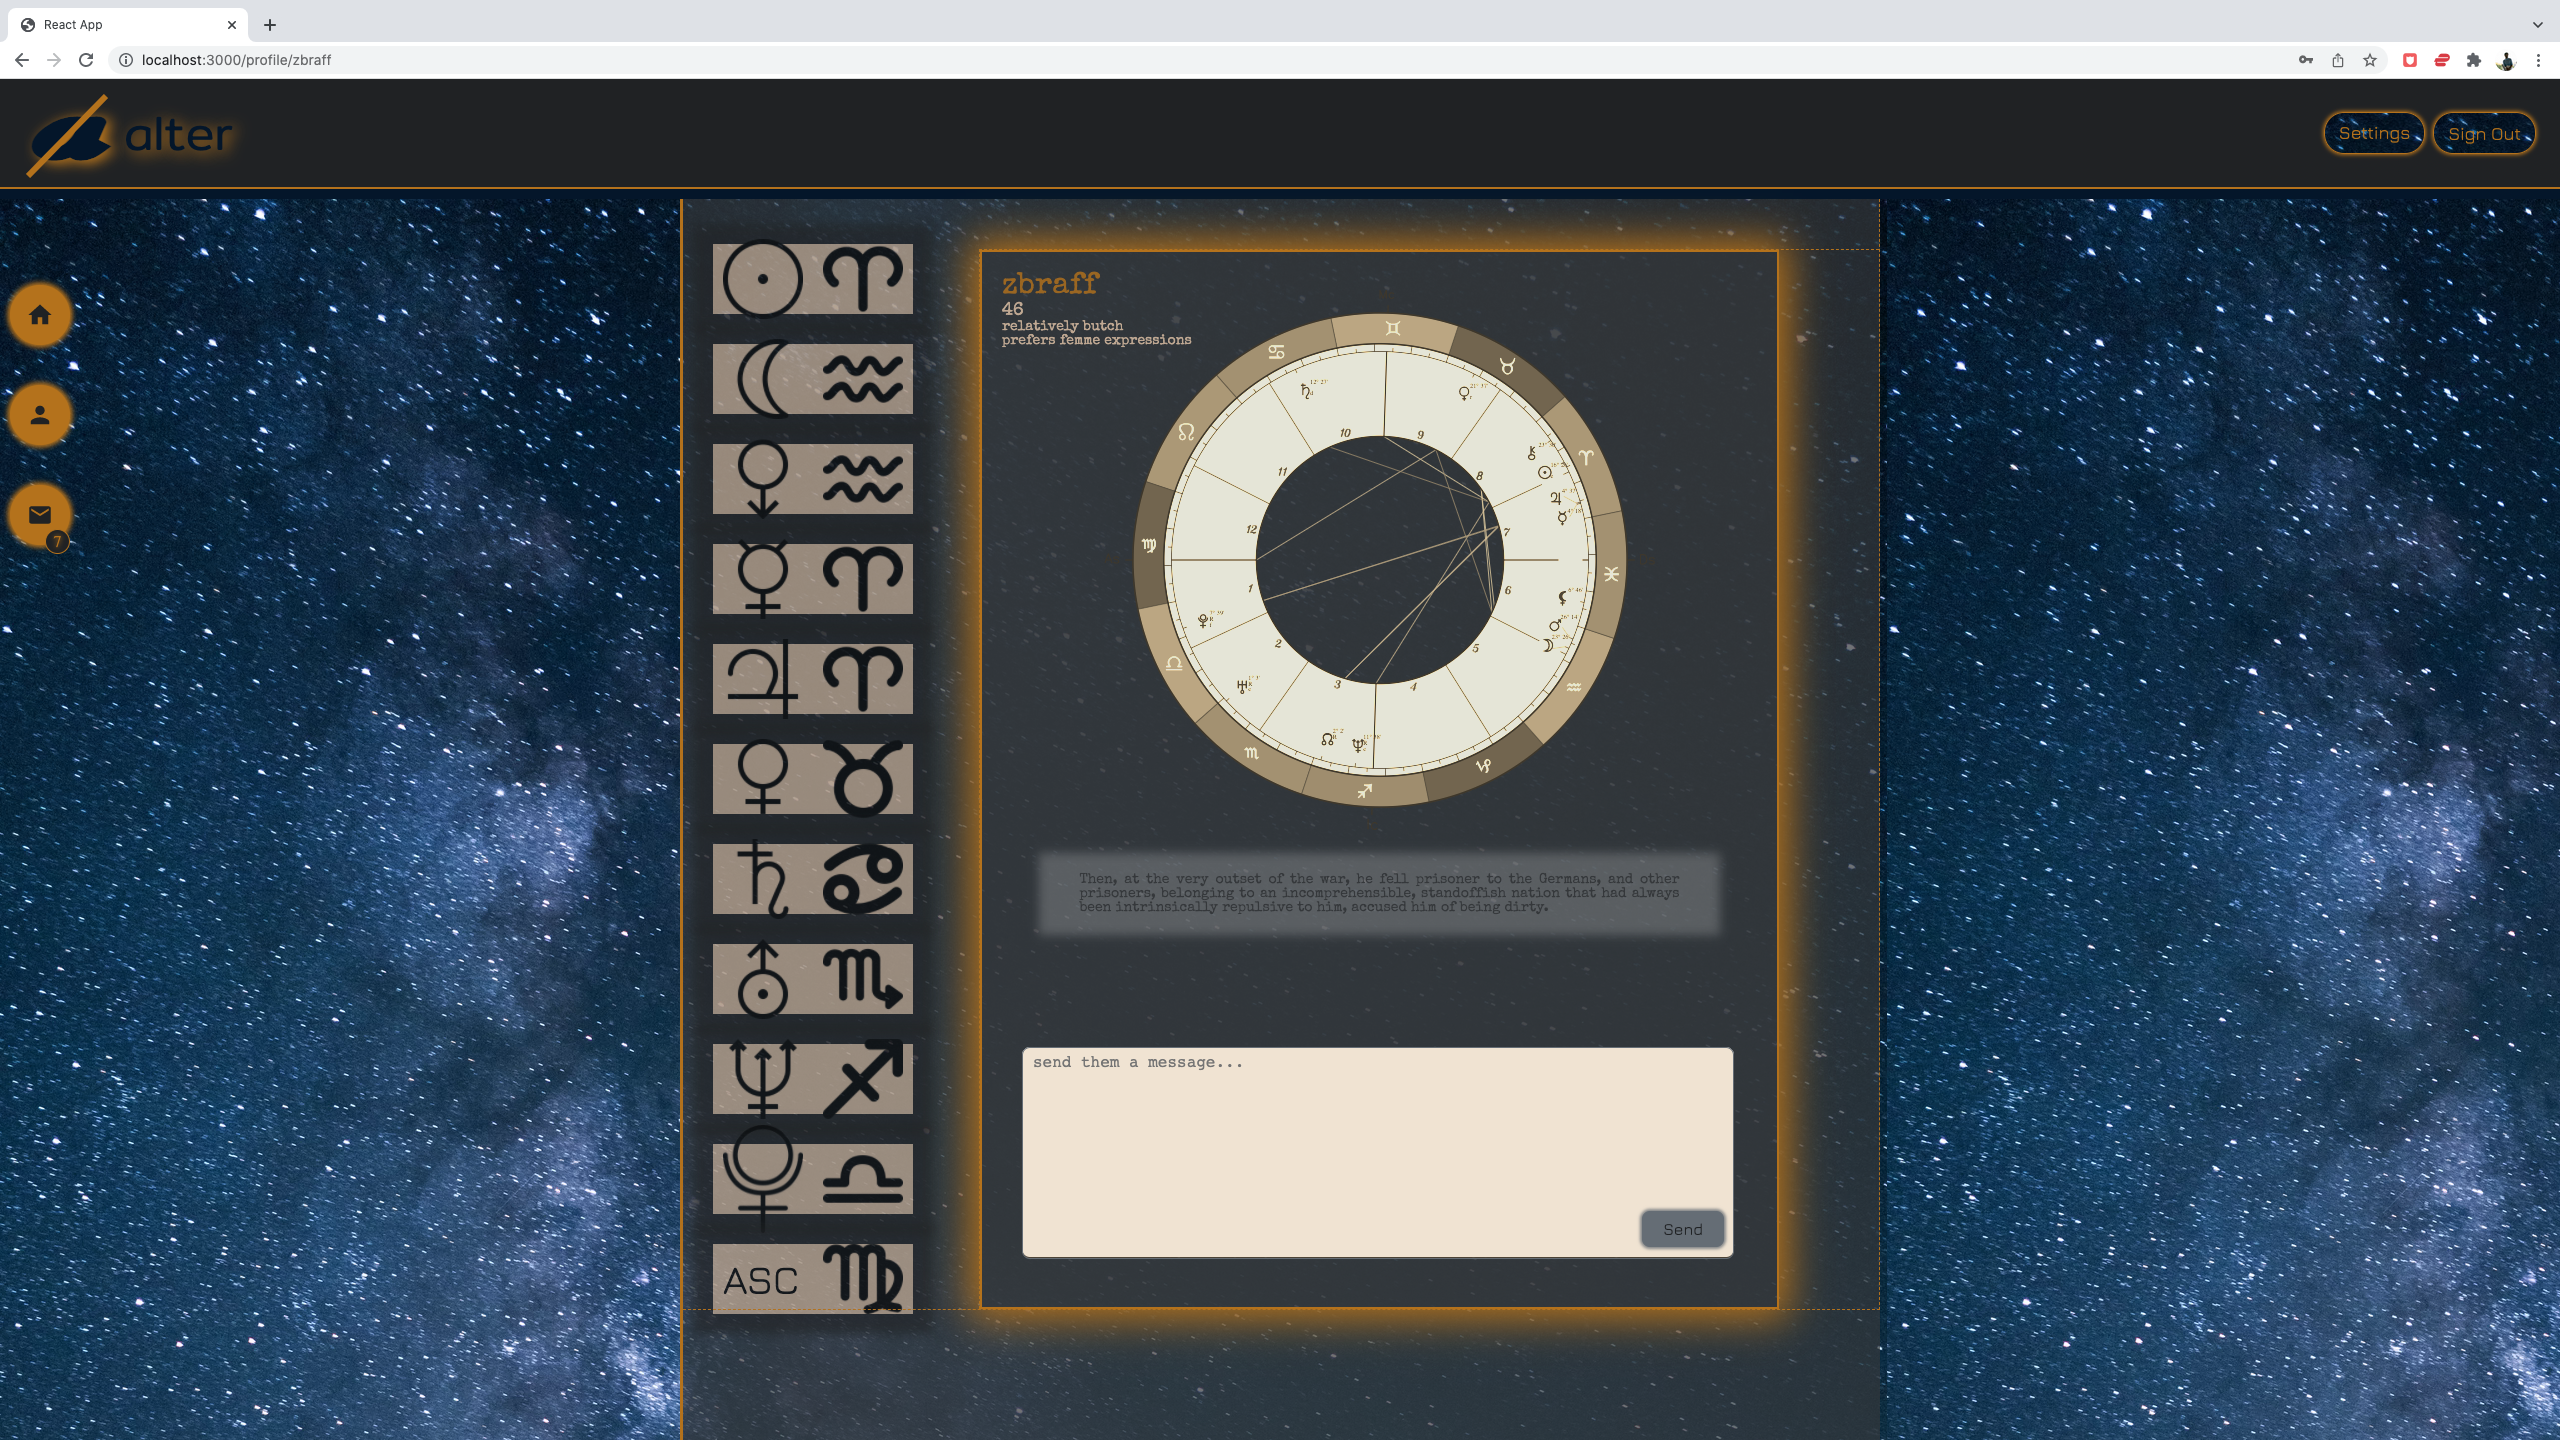 React App
localhost:3000/profile/zbraff
alter
Settings
Sign Out
7
zbraff
46
relatively butch
prefers femme expressions
10
9
11
8
12
7
1
6
2
5
3
4
Then, at the very outset of the war, he fell prisoner to the Germans, and other
prisoners, belonging to an incomprehensible, standoffish nation that had always
been intrinsically repulsive to him, accused him of being dirty.
send them a message...
Send
ASC